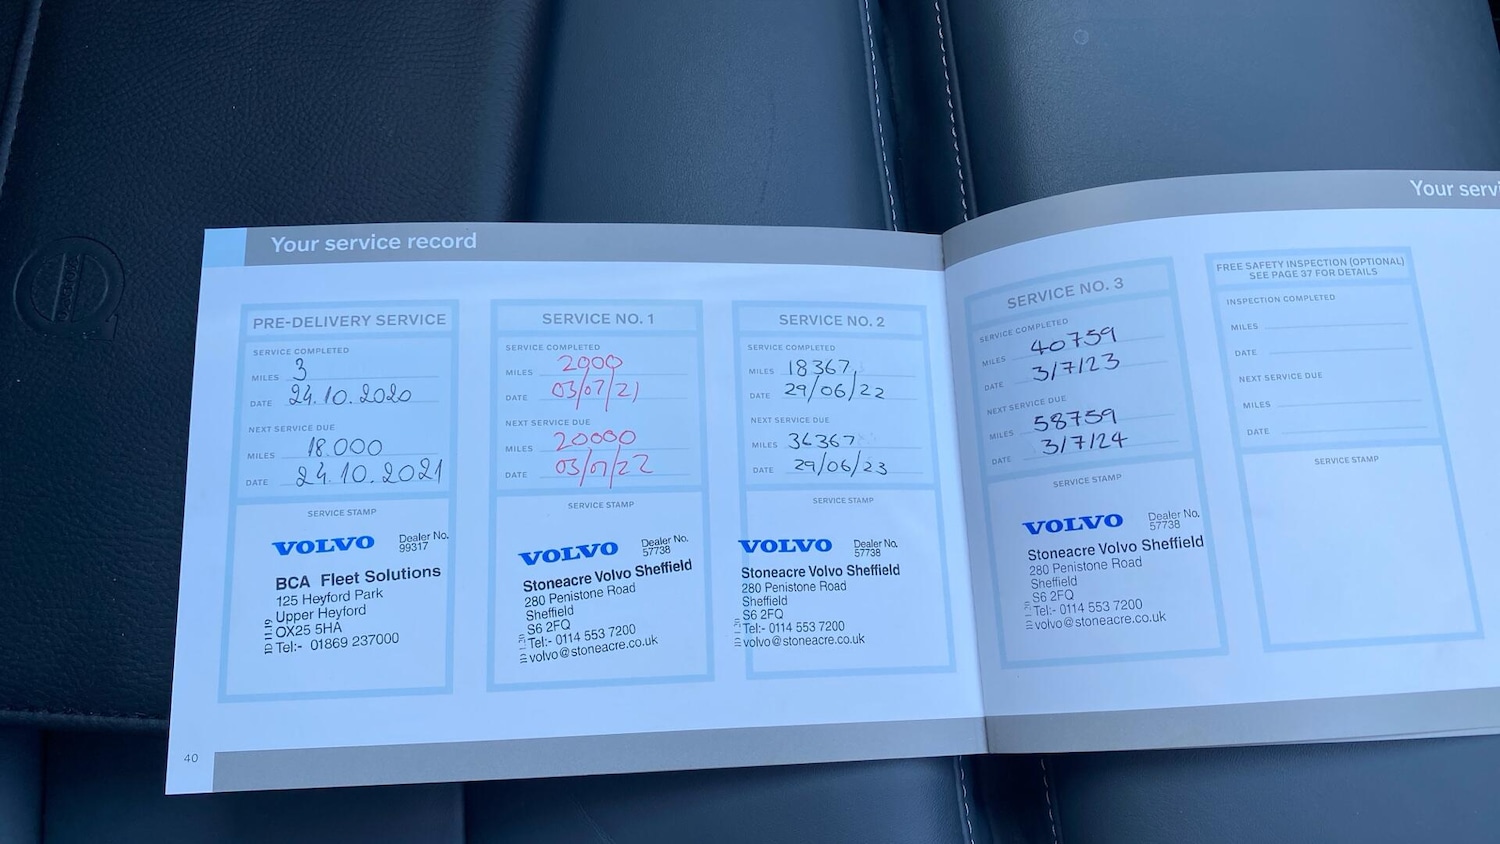 Your service record
PRE-DELIVERY SERVICE
SERVICE COMPLETED
MILES 3
DATE 24.10.2020
NEXT SERVICE DUE
MILES 18.000
DATE 24.10.2021
SERVICE STAMP
VOLVO Dealer No.
99317
BCA Fleet Solutions
125 Heyford Park
Upper Heyford
OX25 5HA
Tel:- 01869 237000
SERVICE NO. 1
SERVICE COMPLETED
MILES 2000
DATE 03/07/21
NEXT SERVICE DUE
MILES 20000
DATE 03/07/22
SERVICE STAMP
VOLVO Dealer No.
57738
Stoneacre Volvo Sheffield
280 Penistone Road
Sheffield
S6 2FQ
Tel:- 0114 553 7200
volvo@stoneacre.co.uk
SERVICE NO. 2
SERVICE COMPLETED
MILES 18367
DATE 29/06/22
NEXT SERVICE DUE
MILES 36367
DATE 29/06/23
SERVICE STAMP
VOLVO Dealer No.
57738
Stoneacre Volvo Sheffield
280 Penistone Road
Sheffield
S6 2FQ
Tel:- 0114 553 7200
volvo@stoneacre.co.uk
40
Your servi
SERVICE NO. 3
SERVICE COMPLETED
MILES 40759
DATE 3/7/23
NEXT SERVICE DUE
MILES 58759
DATE 3/7/24
SERVICE STAMP
VOLVO Dealer No.
57738
Stoneacre Volvo Sheffield
280 Penistone Road
Sheffield
S6 2FQ
Tel:- 0114 553 7200
volvo@stoneacre.co.uk
FREE SAFETY INSPECTION (OPTIONAL)
SEE PAGE 37 FOR DETAILS
INSPECTION COMPLETED
MILES
DATE
NEXT SERVICE DUE
MILES
DATE
SERVICE STAMP